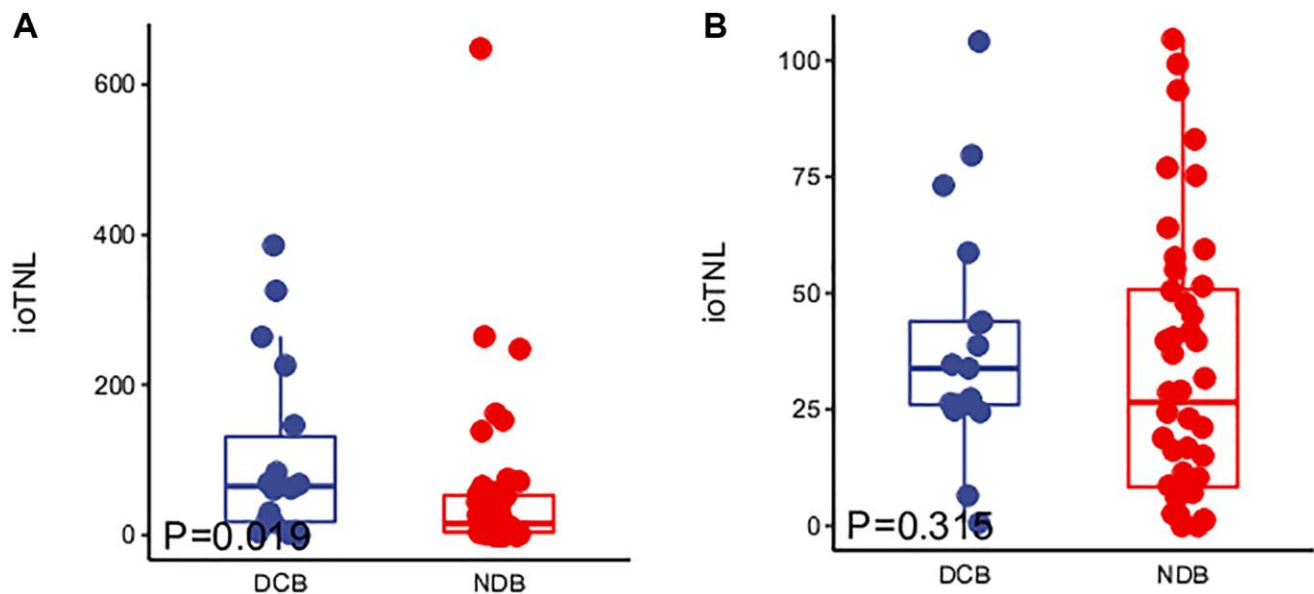 A
ioTNL
600
400
200
0
P=0.019
DCB
NDB
B
ioTNL
100
75
50
25
0
P=0.315
DCB
NDB